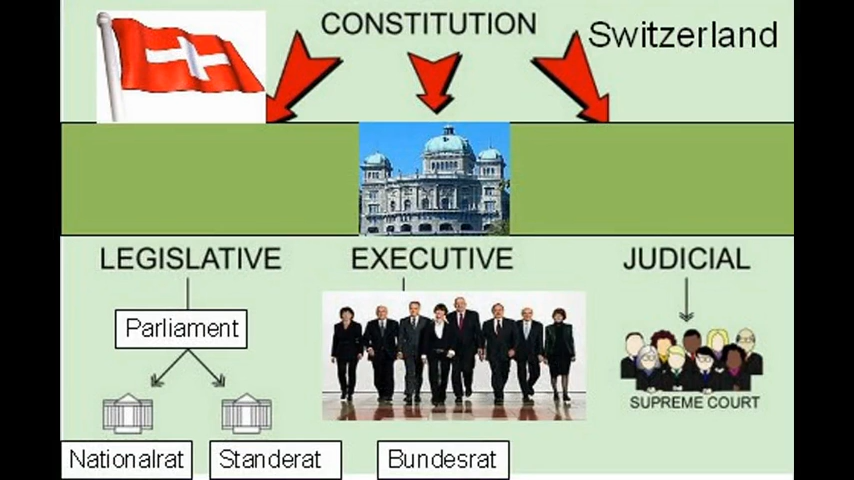 CONSTITUTION
Switzerland
LEGISLATIVE
EXECUTIVE
JUDICIAL
Parliament
SUPREME COURT
Nationalrat
Standerat
Bundesrat